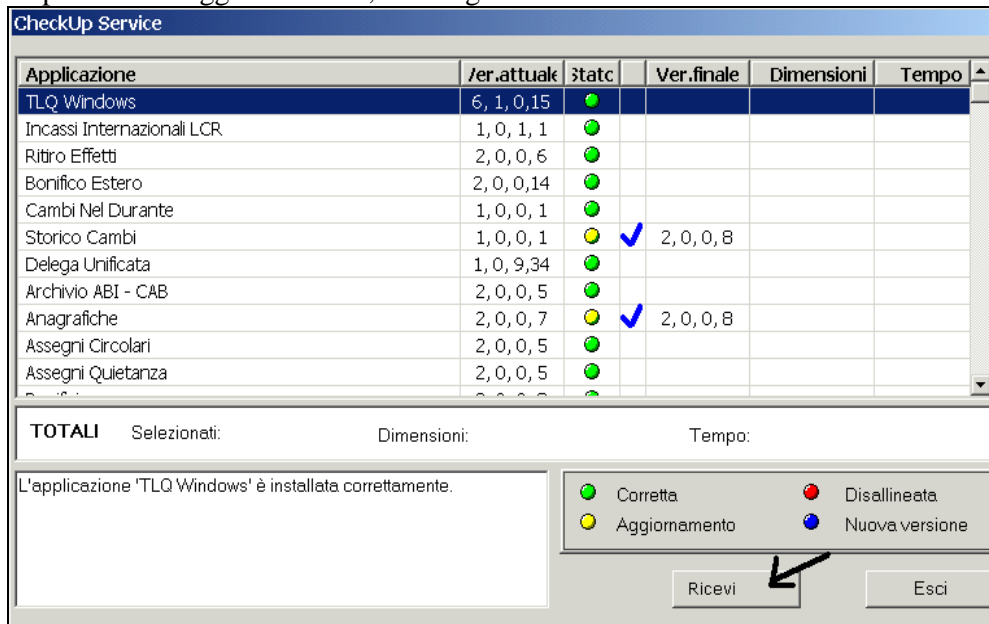 CheckUp Service
Applicazione /er.attuale Stato Ver.finale Dimensioni Tempo
TLQ Windows 6, 1, 0,15
Incassi Internazionali LCR 1, 0, 1, 1
Ritiro Effetti 2, 0, 0, 6
Bonifico Estero 2, 0, 0,14
Cambi Nel Durante 1, 0, 0, 1
Storico Cambi 1, 0, 0, 1 2, 0, 0, 8
Delega Unificata 1, 0, 9,34
Archivio ABI - CAB 2, 0, 0, 5
Anagrafiche 2, 0, 0, 7 2, 0, 0, 8
Assegni Circolari 2, 0, 0, 5
Assegni Quietanza 2, 0, 0, 5
TOTALI Selezionati: Dimensioni: Tempo:
L'applicazione 'TLQ Windows' è installata correttamente.
Corretta Disallineata
Aggiornamento Nuova versione
Ricevi Esci